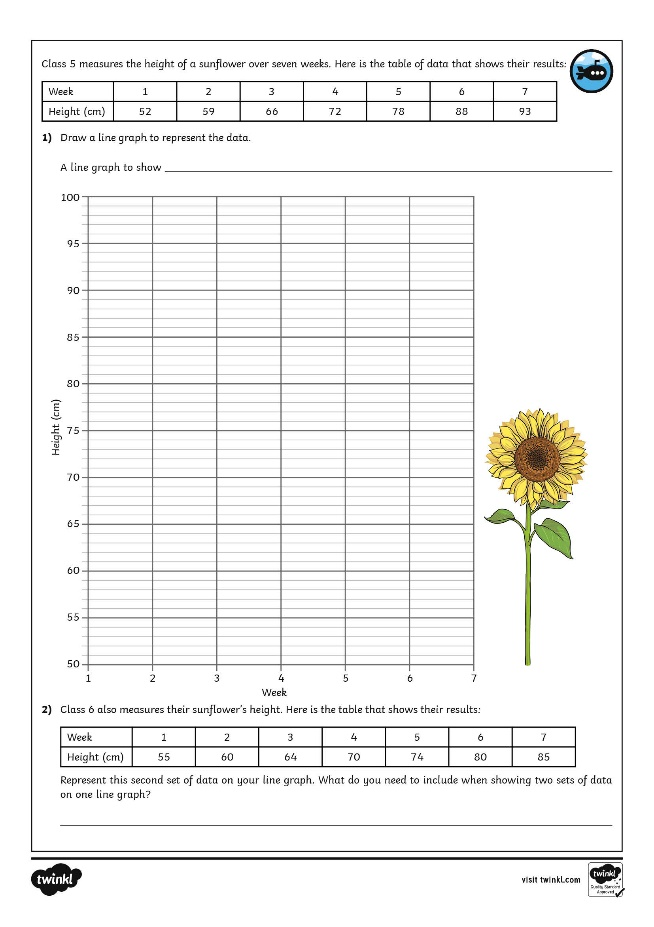 Class 5 measures the height of a sunflower over seven weeks. Here is the table of data that shows their results:
Week 1 2 3 4 5 6 7
Height (cm) 52 59 66 72 78 88 93
1) Draw a line graph to represent the data.
A line graph to show
100
95
90
85
80
75
70
65
60
55
50
Height (cm)
1 2 3 4 5 6 7
Week
2) Class 6 also measures their sunflower's height. Here is the table that shows their results:
Week 1 2 3 4 5 6 7
Height (cm) 55 60 64 70 74 80 85
Represent this second set of data on your line graph. What do you need to include when showing two sets of data
on one line graph?
twinkl
visit twinkl.com
twinkl
Quality Standard
Approved